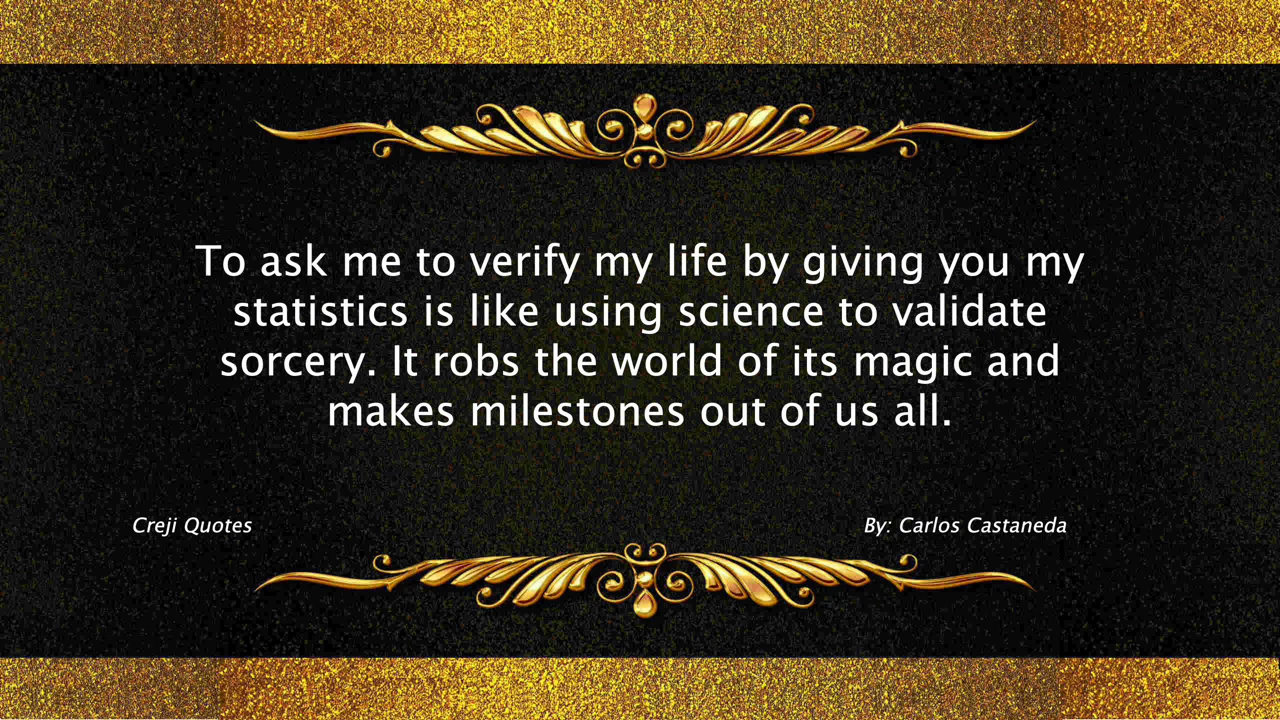 To ask me to verify my life by giving you my
statistics is like using science to validate
sorcery. It robs the world of its magic and
makes milestones out of us all.
Creji Quotes
By: Carlos Castaneda